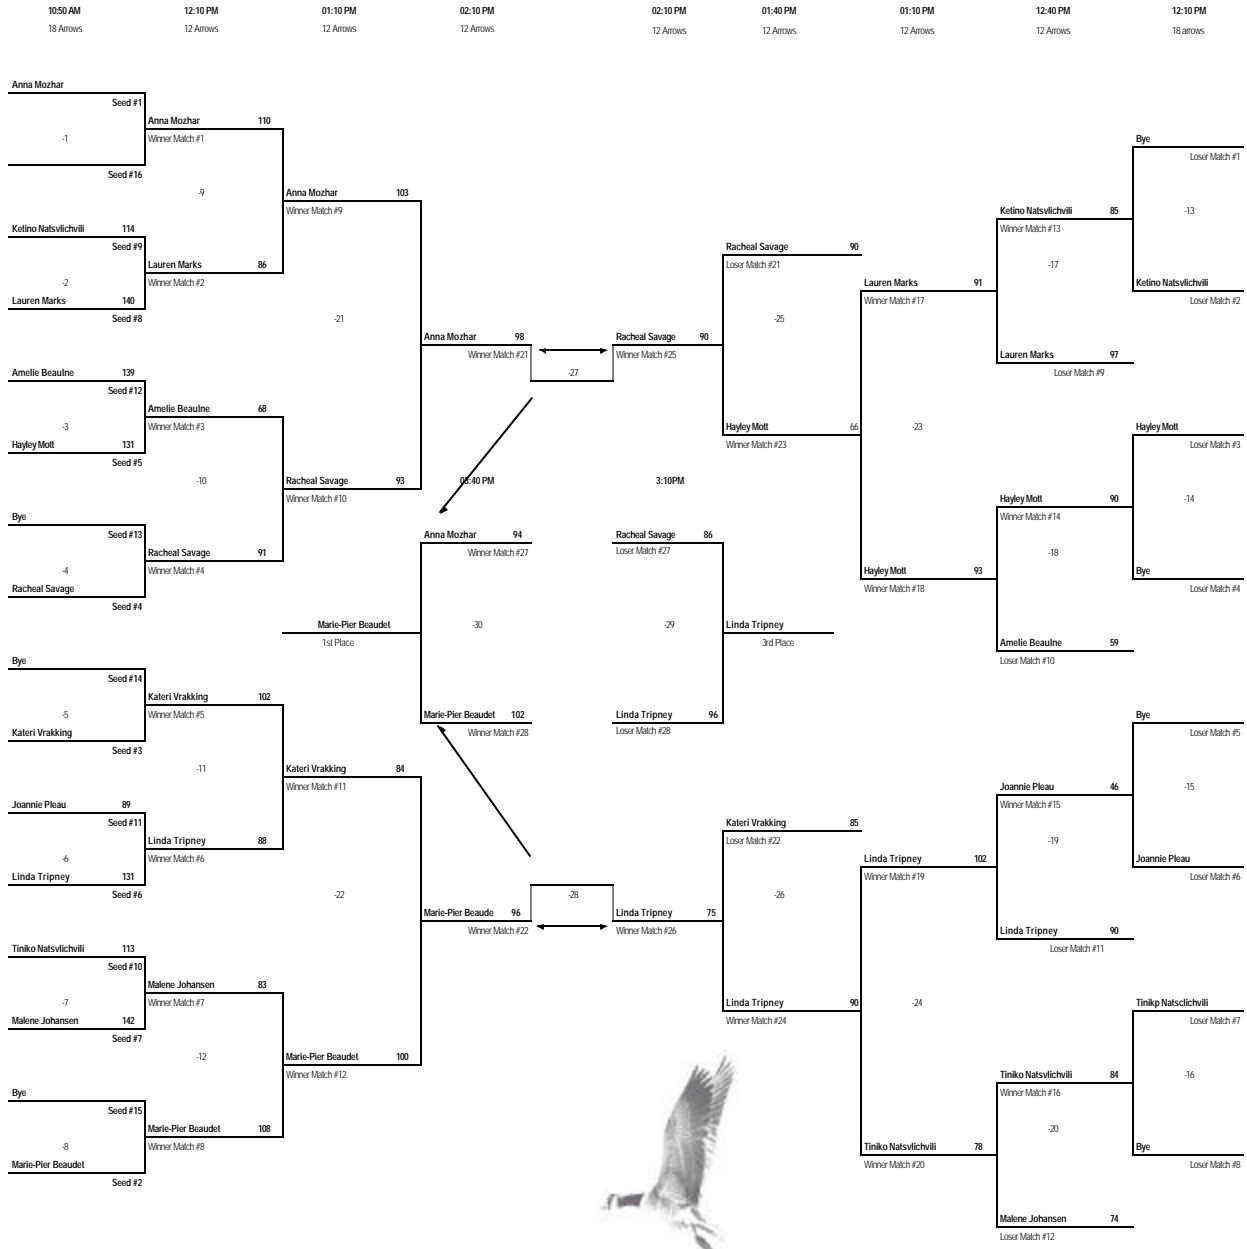 10:50 AM 12:10 PM 01:10 PM 02:10 PM 02:10 PM 01:40 PM 01:10 PM 12:40 PM 12:10 PM
18 Arrows 12 Arrows 12 Arrows 12 Arrows 12 Arrows 12 Arrows 12 Arrows 12 Arrows 18 arrows
Anna Mozhar
Seed #1
Anna Mozhar 110
-1 Winner Match #1 Bye
Loser Match #1
Seed #16
-9 Anna Mozhar 103
Winner Match #9 Ketino Natsvlichvili 85 -13
Ketino Natsvlichvili 114 Winner Match #13
Seed #9 Racheal Savage 90
Lauren Marks 86 Loser Match #21 -17
-2 Winner Match #2 Lauren Marks 91 Ketino Natsvlichvili
Lauren Marks 140 Winner Match #17 Loser Match #2
Seed #8 -21 -25
Anna Mozhar 98 Racheal Savage 90
Winner Match #21 Winner Match #25 Lauren Marks 97
Amelie Beaulne 139 -27 Loser Match #9
Seed #12
Amelie Beaulne 68
-3 Winner Match #3 Hayley Mott 66 -23 Hayley Mott
Hayley Mott 131 Winner Match #23 Loser Match #3
Seed #5
-10 Racheal Savage 93 03:40 PM 3:10PM
Winner Match #10 Hayley Mott 90 -14
Bye Winner Match #14
Seed #13 Anna Mozhar 94 Racheal Savage 86
Racheal Savage 91 Winner Match #27 Loser Match #27 -18
-4 Winner Match #4 Hayley Mott 93 Bye
Racheal Savage Winner Match #18 Loser Match #4
Seed #4
Marie-Pier Beaudet -30 -29 Linda Tripney
1st Place 3rd Place Amelie Beaulne 59
Bye Loser Match #10
Seed #14
Kateri Vrakking 102
-5 Winner Match #5 Marie-Pier Beaudet 102 Linda Tripney 96 Bye
Kateri Vrakking Winner Match #28 Loser Match #28 Loser Match #5
Seed #3
-11 Kateri Vrakking 84
Winner Match #11 Joannie Pleau 46 -15
Joannie Pleau 89 Winner Match #15
Seed #11 Kateri Vrakking 85
Linda Tripney 88 Loser Match #22 -19
-6 Winner Match #6 Linda Tripney 102 Joannie Pleau
Linda Tripney 131 Winner Match #19 Loser Match #6
Seed #6 -22 -28 -26
Marie-Pier Beaude 96 Linda Tripney 75
Winner Match #22 Winner Match #26 Linda Tripney 90
Tiniko Natsvlichvili 113 Loser Match #11
Seed #10
Malene Johansen 83
-7 Winner Match #7 Linda Tripney 90 -24 Tinikp Natsclichvili
Malene Johansen 142 Winner Match #24 Loser Match #7
Seed #7
-12 Marie-Pier Beaudet 100
Winner Match #12 Tiniko Natsvlichvili 84 -16
Bye Winner Match #16
Seed #15
Marie-Pier Beaudet 108 -20
-8 Winner Match #8 Tiniko Natsvlichvili 78 Bye
Marie-Pier Beaudet Winner Match #20 Loser Match #8
Seed #2
Malene Johansen 74
Loser Match #12